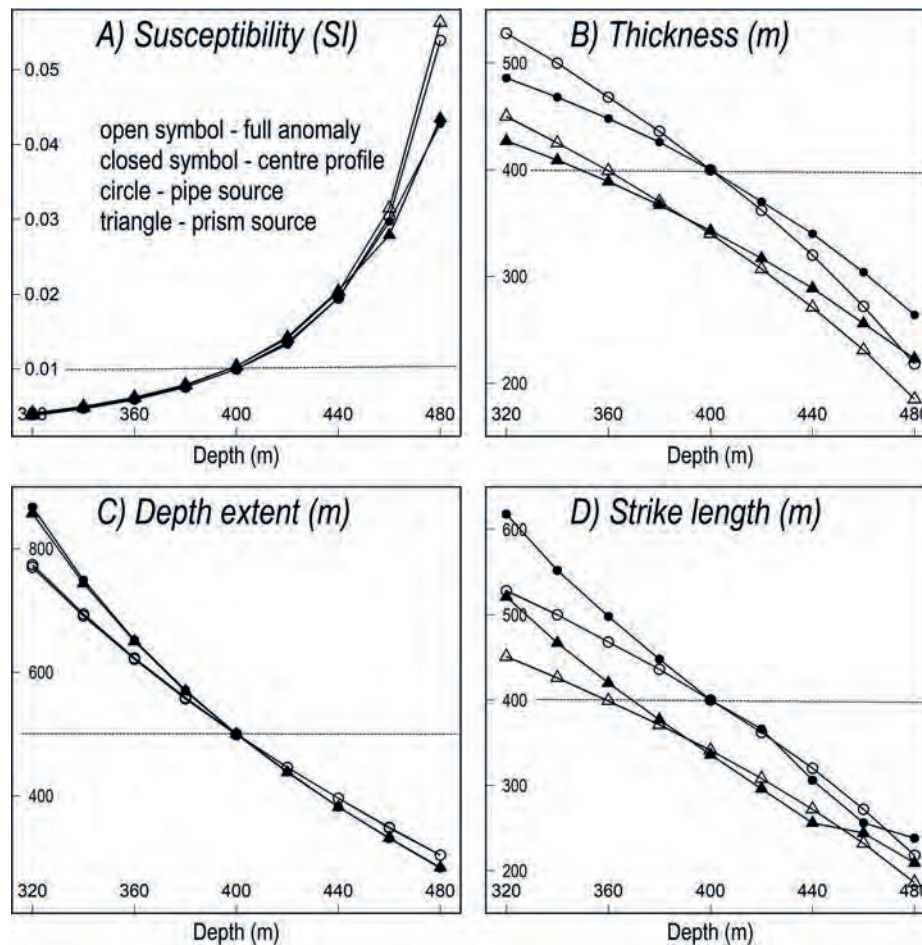 A) Susceptibility (SI)
0.05
open symbol - full anomaly
0.04
closed symbol - centre profile
circle - pipe source
0.03
triangle - prism source
0.02
0.01
320 360 400 440 480
Depth (m)
B) Thickness (m)
500
400
300
200
320 360 400 440 480
Depth (m)
C) Depth extent (m)
800
600
400
320 360 400 440 480
Depth (m)
D) Strike length (m)
600
500
400
300
200
320 360 400 440 480
Depth (m)